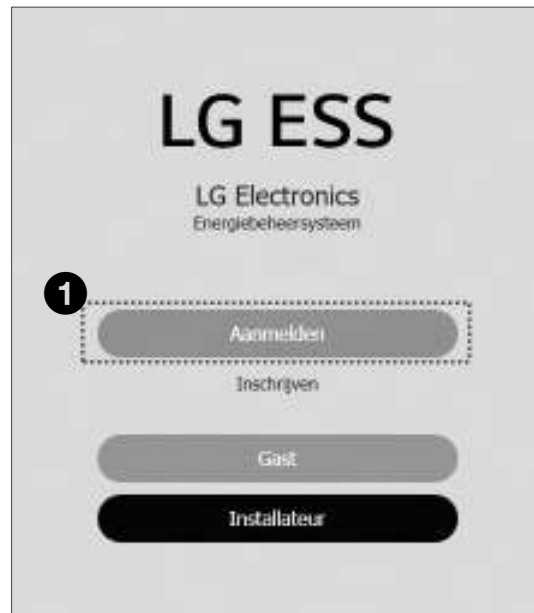 LG ESS
LG Electronics
Energiebeheersysteem
1
Aanmelden
Inschrijven
Gast
Installateur